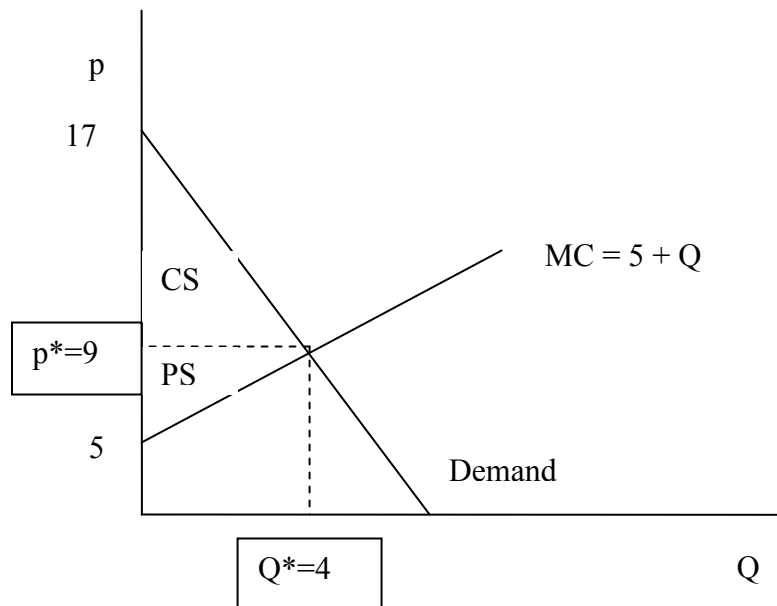 p
17
MC = 5 + Q
CS
p*=9
PS
5
Demand
Q*=4
Q